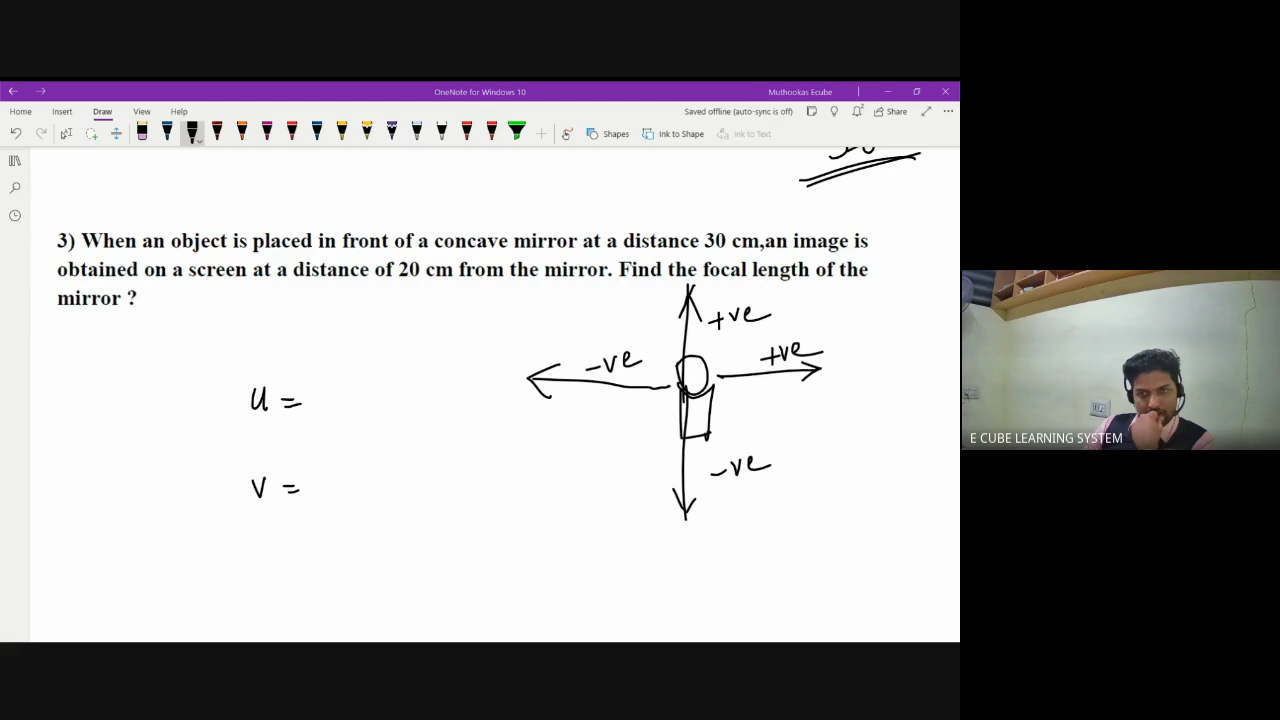 OneNote for Windows 10
Muthookas Ecube
Home Insert Draw View Help
Saved offline (auto-sync is off)
Share
Shapes
Ink to Shape
Ink to Text
3) When an object is placed in front of a concave mirror at a distance 30 cm,an image is
obtained on a screen at a distance of 20 cm from the mirror. Find the focal length of the
mirror ?
+ve
-ve
+ve
u =
-ve
v =
E CUBE LEARNING SYSTEM